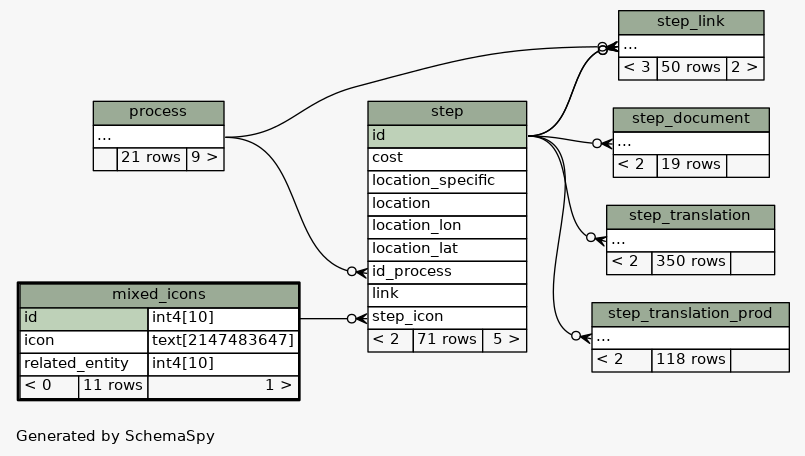 step_link
...
< 3 50 rows 2 >
process
...
21 rows 9 >
step
id
cost
location_specific
location
location_lon
location_lat
id_process
link
step_icon
< 2 71 rows 5 >
step_document
...
< 2 19 rows
step_translation
...
< 2 350 rows
step_translation_prod
...
< 2 118 rows
mixed_icons
id int4[10]
icon text[2147483647]
related_entity int4[10]
< 0 11 rows 1 >
Generated by SchemaSpy